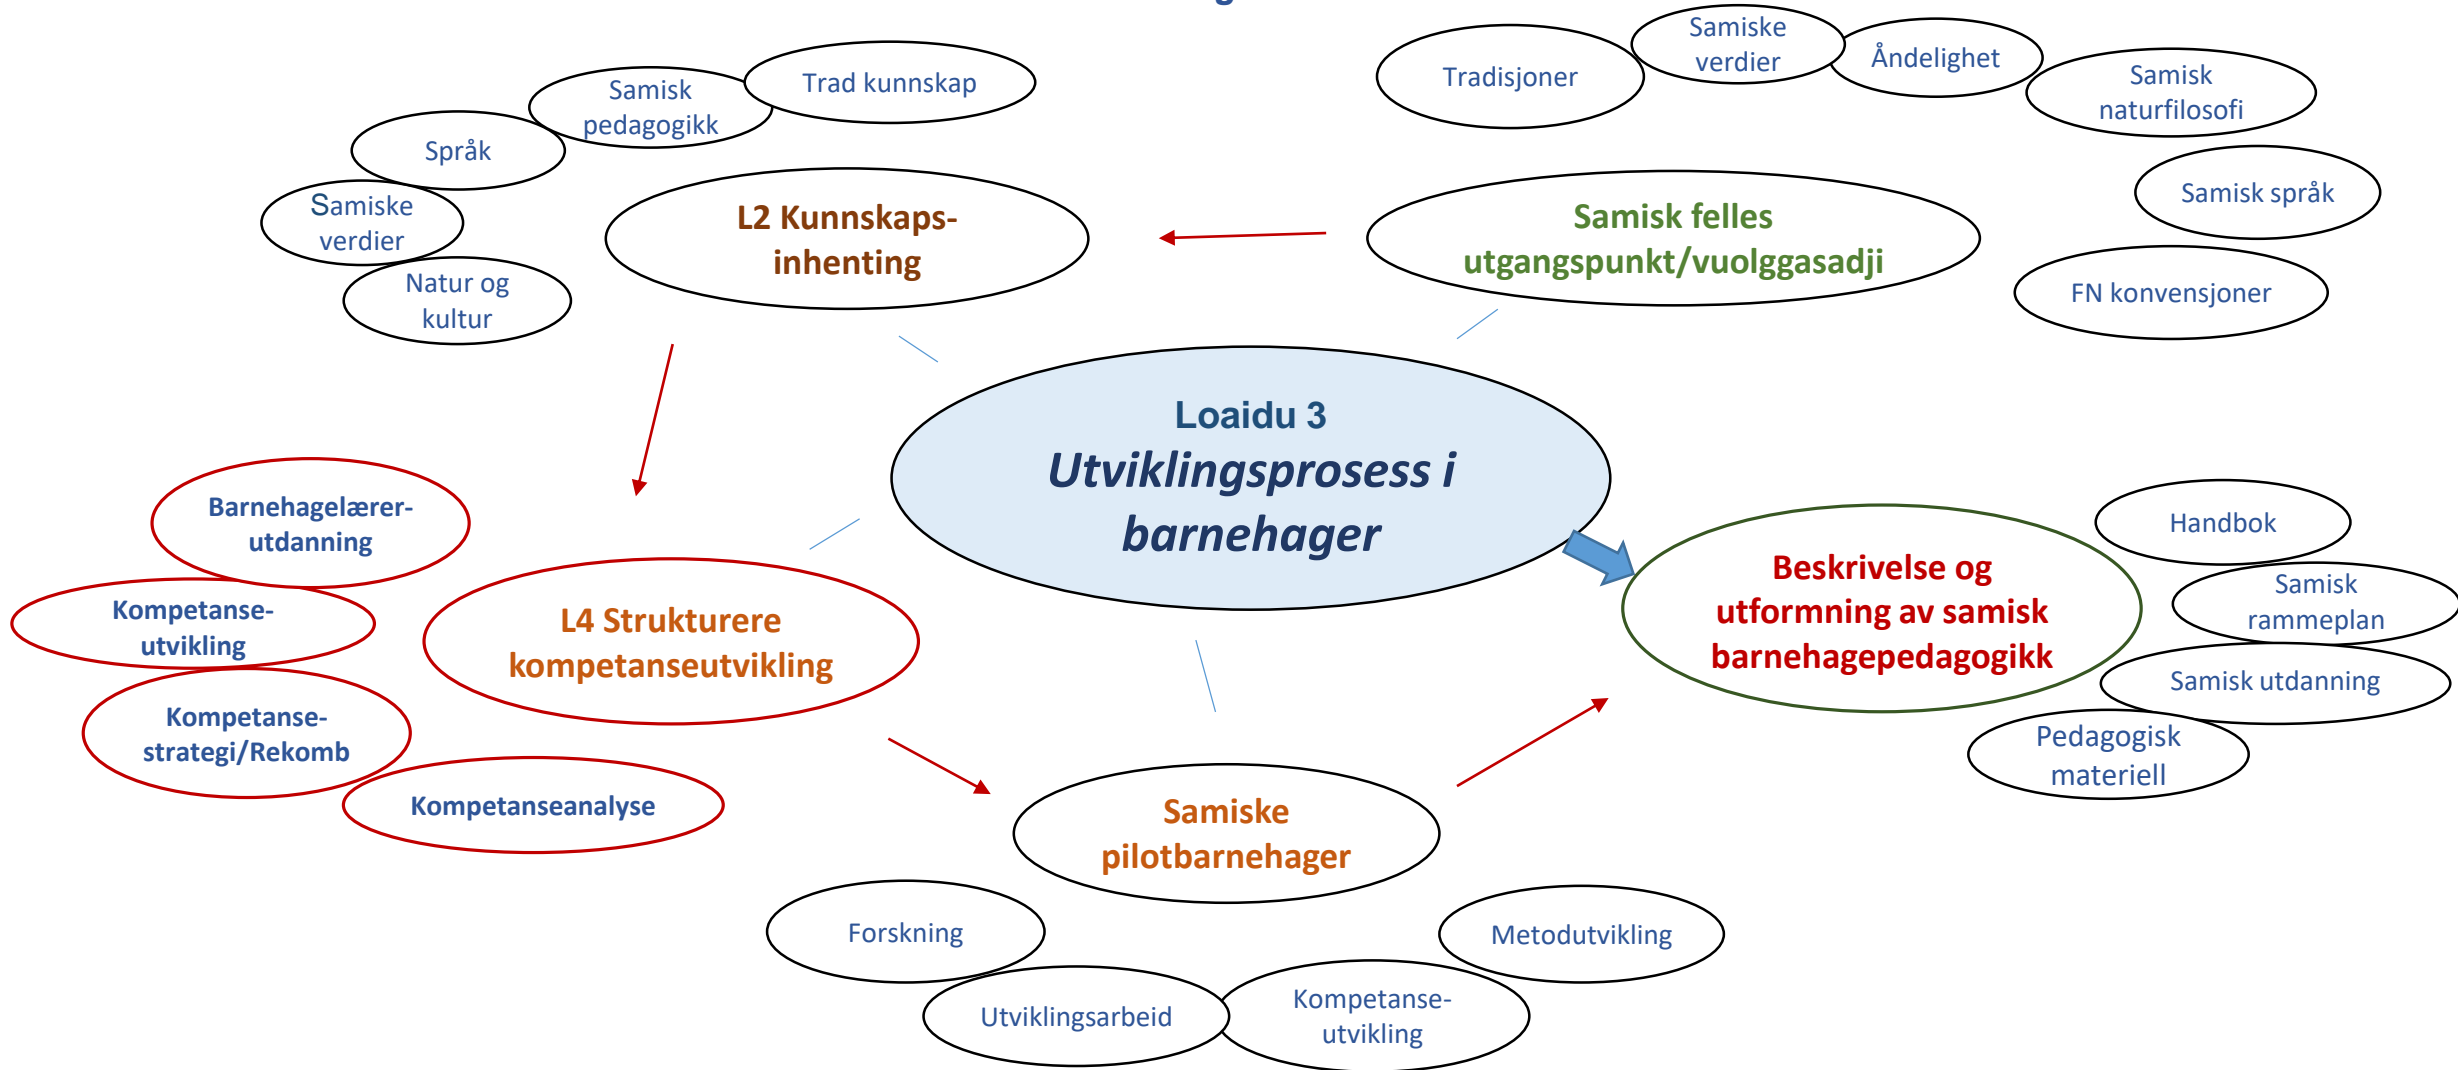 Trad kunnskap
Samisk
pedagogikk
Språk
Samiske
verdier
Natur og
kultur
L2 Kunnskaps-
inhenting
Tradisjoner
Samiske
verdier
Åndelighet
Samisk
naturfilosofi
Samisk språk
FN konvensjoner
Samisk felles
utgangspunkt/vuolggasadji
Loaidu 3
Utviklingsprosess i
barnehager
Barnehagelærer-
utdanning
Kompetanse-
utvikling
Kompetanse-
strategi/Rekomb
Kompetanseanalyse
L4 Strukturere
kompetanseutvikling
Beskrivelse og
utformning av samisk
barnehagepedagogikk
Handbok
Samisk
rammeplan
Samisk utdanning
Pedagogisk
materiell
Samiske
pilotbarnehager
Forskning
Utviklingsarbeid
Kompetanse-
utvikling
Metodutvikling